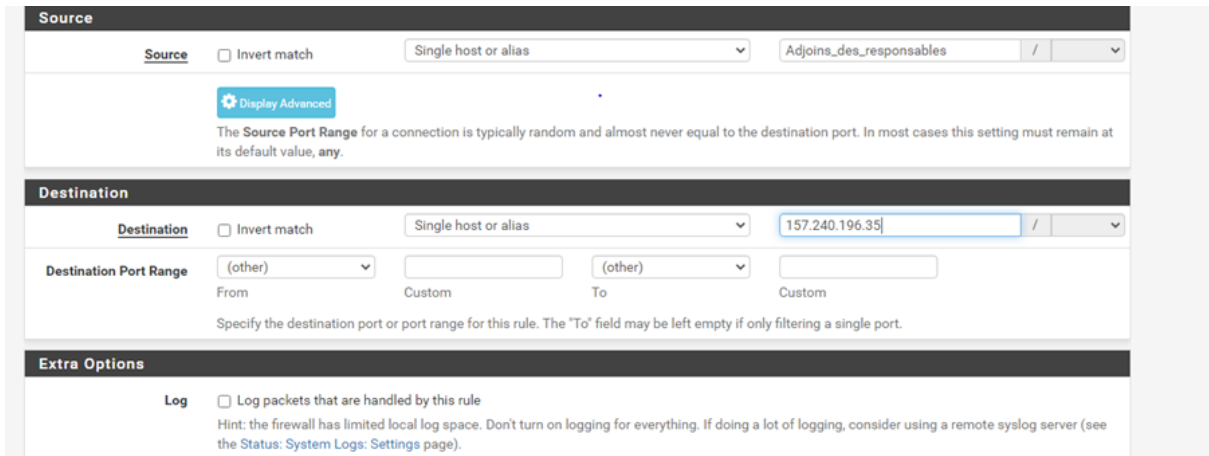 Source
Source Invert match Single host or alias Adjoins_des_responsables /
Display Advanced
The Source Port Range for a connection is typically random and almost never equal to the destination port. In most cases this setting must remain at
its default value, any.
Destination
Destination Invert match Single host or alias 157.240.196.35 /
Destination Port Range (other) (other)
From Custom To Custom
Specify the destination port or port range for this rule. The "To" field may be left empty if only filtering a single port.
Extra Options
Log Log packets that are handled by this rule
Hint: the firewall has limited local log space. Don't turn on logging for everything. If doing a lot of logging, consider using a remote syslog server (see
the Status: System Logs: Settings page).